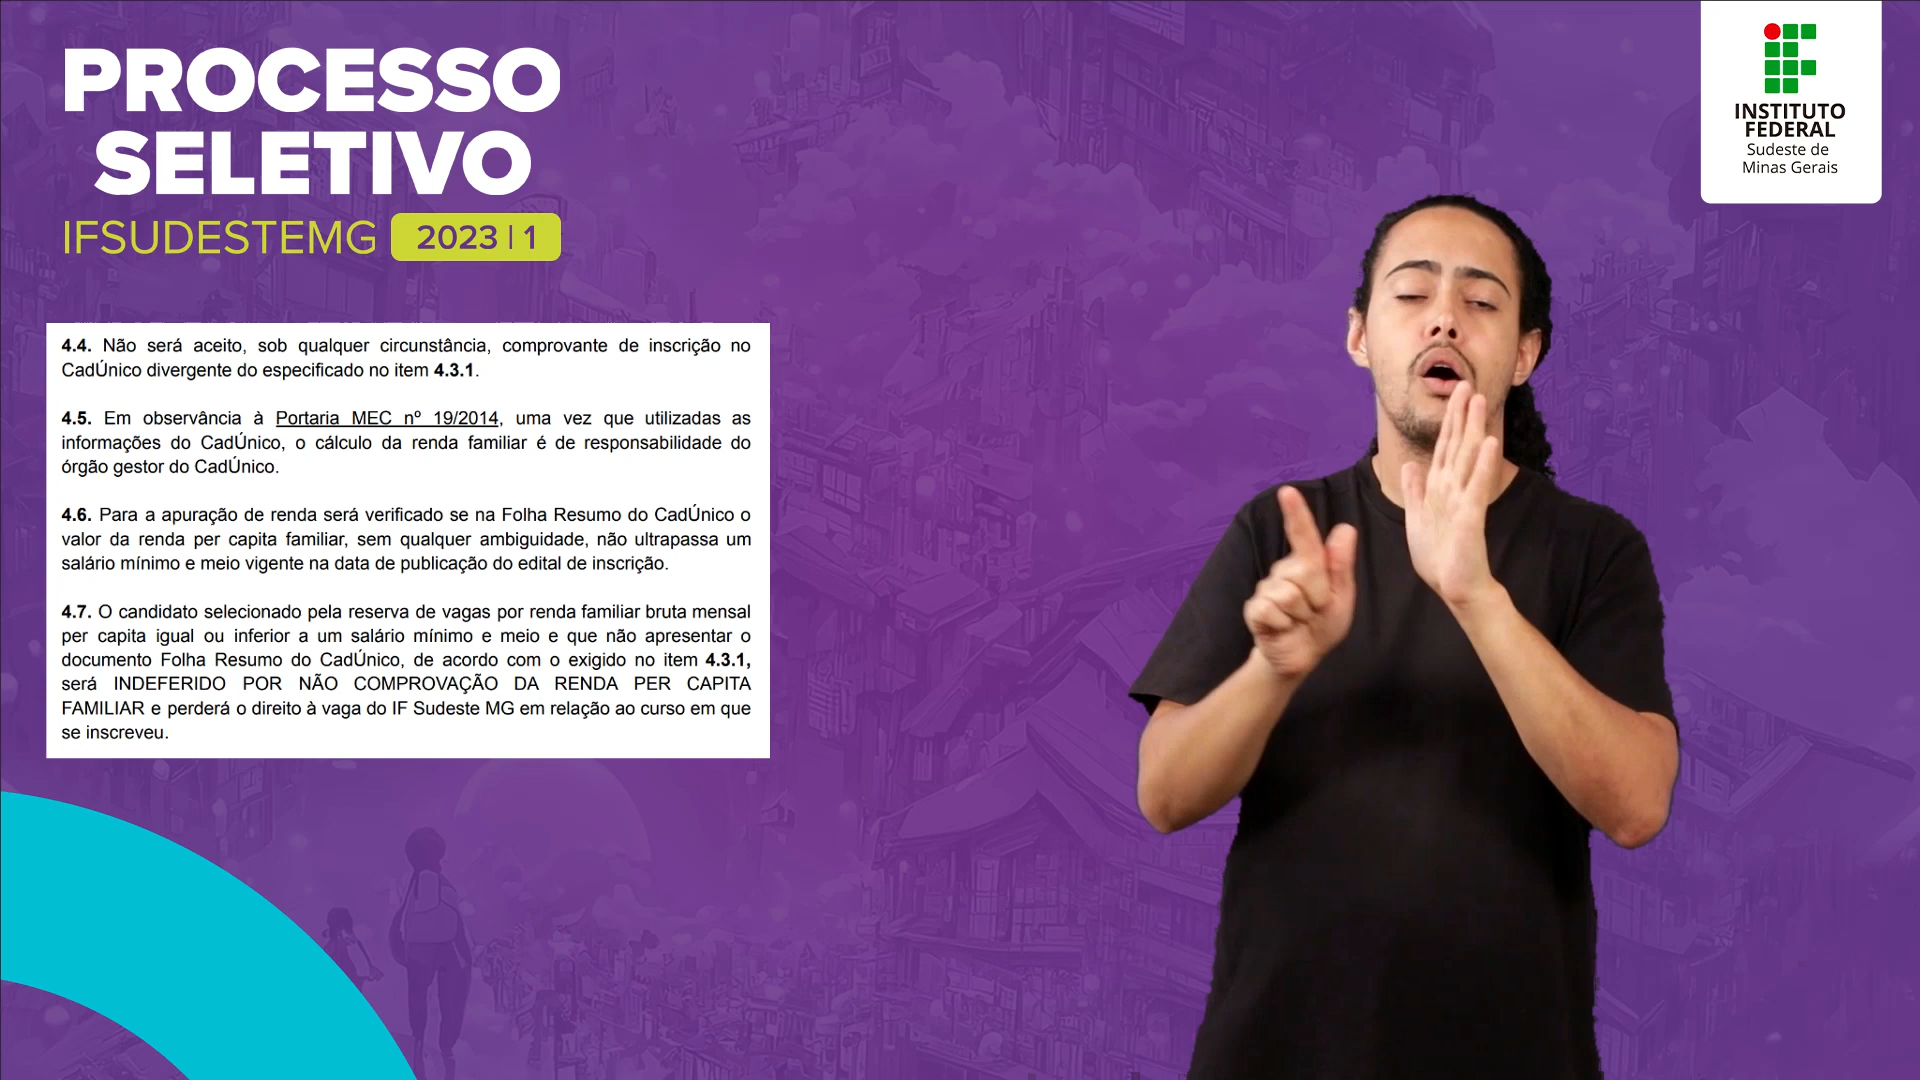 PROCESSO
SELETIVO
IFSUDESTEMG 2023 | 1
INSTITUTO
FEDERAL
Sudeste de
Minas Gerais
4.4. Não será aceito, sob qualquer circunstância, comprovante de inscrição no
CadÚnico divergente do especificado no item 4.3.1.
4.5. Em observância à Portaria MEC nº 19/2014, uma vez que utilizadas as
informações do CadÚnico, o cálculo da renda familiar é de responsabilidade do
órgão gestor do CadÚnico.
4.6. Para a apuração de renda será verificado se na Folha Resumo do CadÚnico o
valor da renda per capita familiar, sem qualquer ambiguidade, não ultrapassa um
salário mínimo e meio vigente na data de publicação do edital de inscrição.
4.7. O candidato selecionado pela reserva de vagas por renda familiar bruta mensal
per capita igual ou inferior a um salário mínimo e meio e que não apresentar o
documento Folha Resumo do CadÚnico, de acordo com o exigido no item 4.3.1,
será INDEFERIDO POR NÃO COMPROVAÇÃO DA RENDA PER CAPITA
FAMILIAR e perderá o direito à vaga do IF Sudeste MG em relação ao curso em que
se inscreveu.